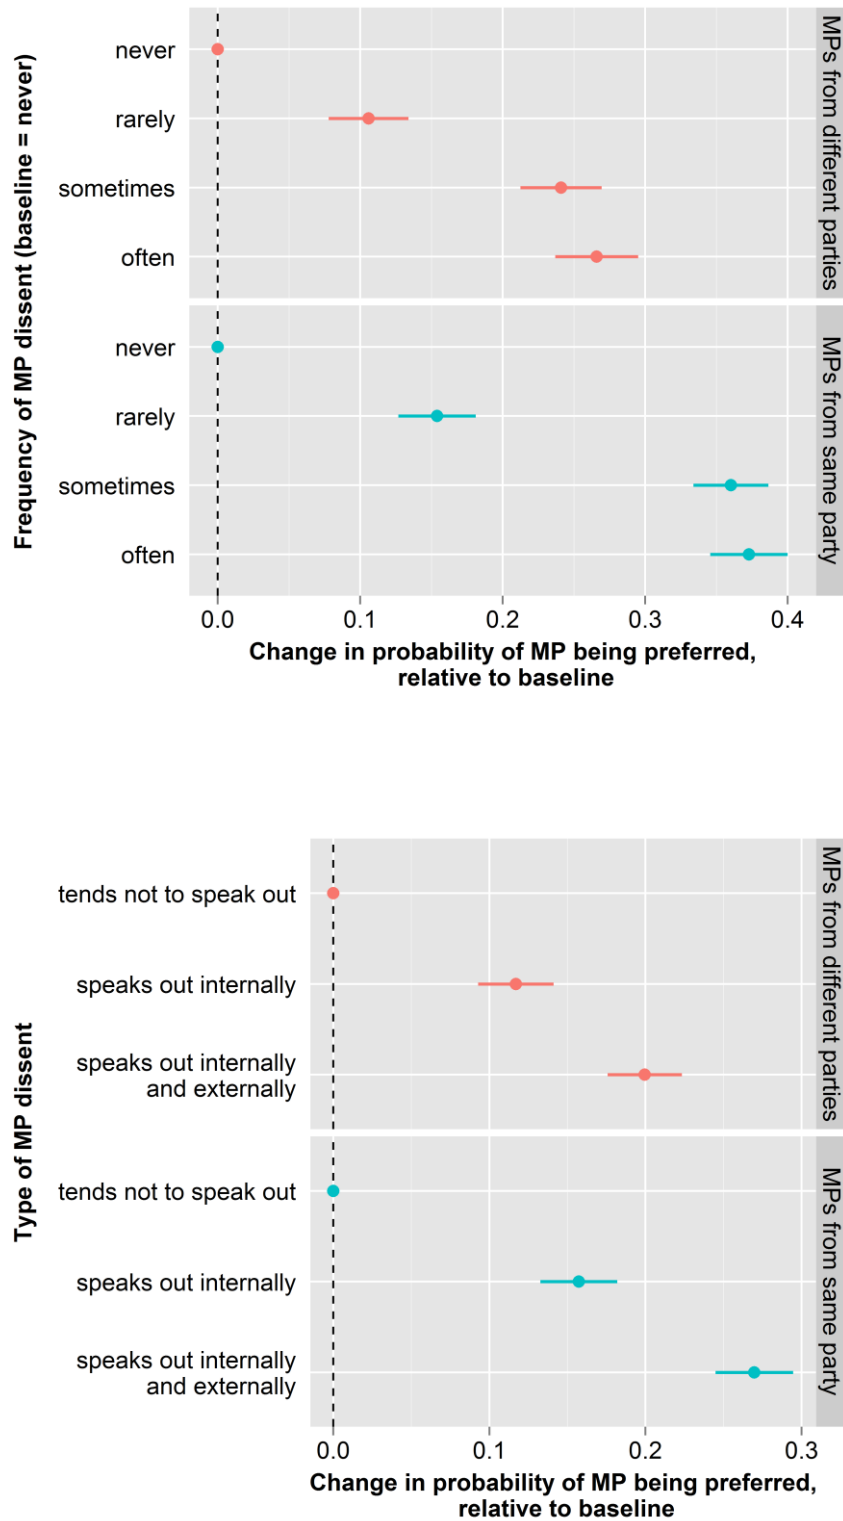 Frequency of MP dissent (baseline = never)
never
rarely
sometimes
often
MPs from different parties
never
rarely
sometimes
often
MPs from same party
0.0 0.1 0.2 0.3 0.4
Change in probability of MP being preferred,
relative to baseline
Type of MP dissent
tends not to speak out
speaks out internally
speaks out internally
and externally
MPs from different parties
tends not to speak out
speaks out internally
speaks out internally
and externally
MPs from same party
0.0 0.1 0.2 0.3
Change in probability of MP being preferred,
relative to baseline